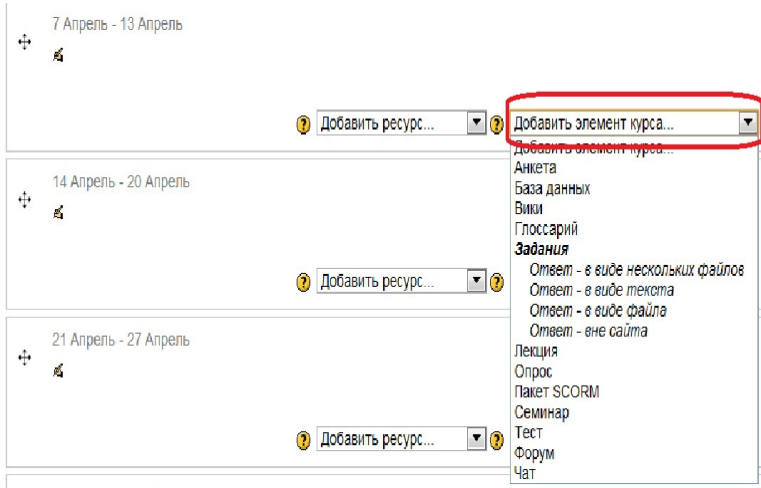 7 Апрель - 13 Апрель
Добавить ресурс... Добавить элемент курса...
Добавить элемент курса...
Анкета
14 Апрель - 20 Апрель
База данных
Вики
Глоссарий
Задания
Ответ - в виде нескольких файлов
Добавить ресурс...
Ответ - в виде текста
Ответ - в виде файла
Ответ - вне сайта
21 Апрель - 27 Апрель
Лекция
Опрос
Пакет SCORM
Семинар
Тест
Добавить ресурс...
Форум
Чат